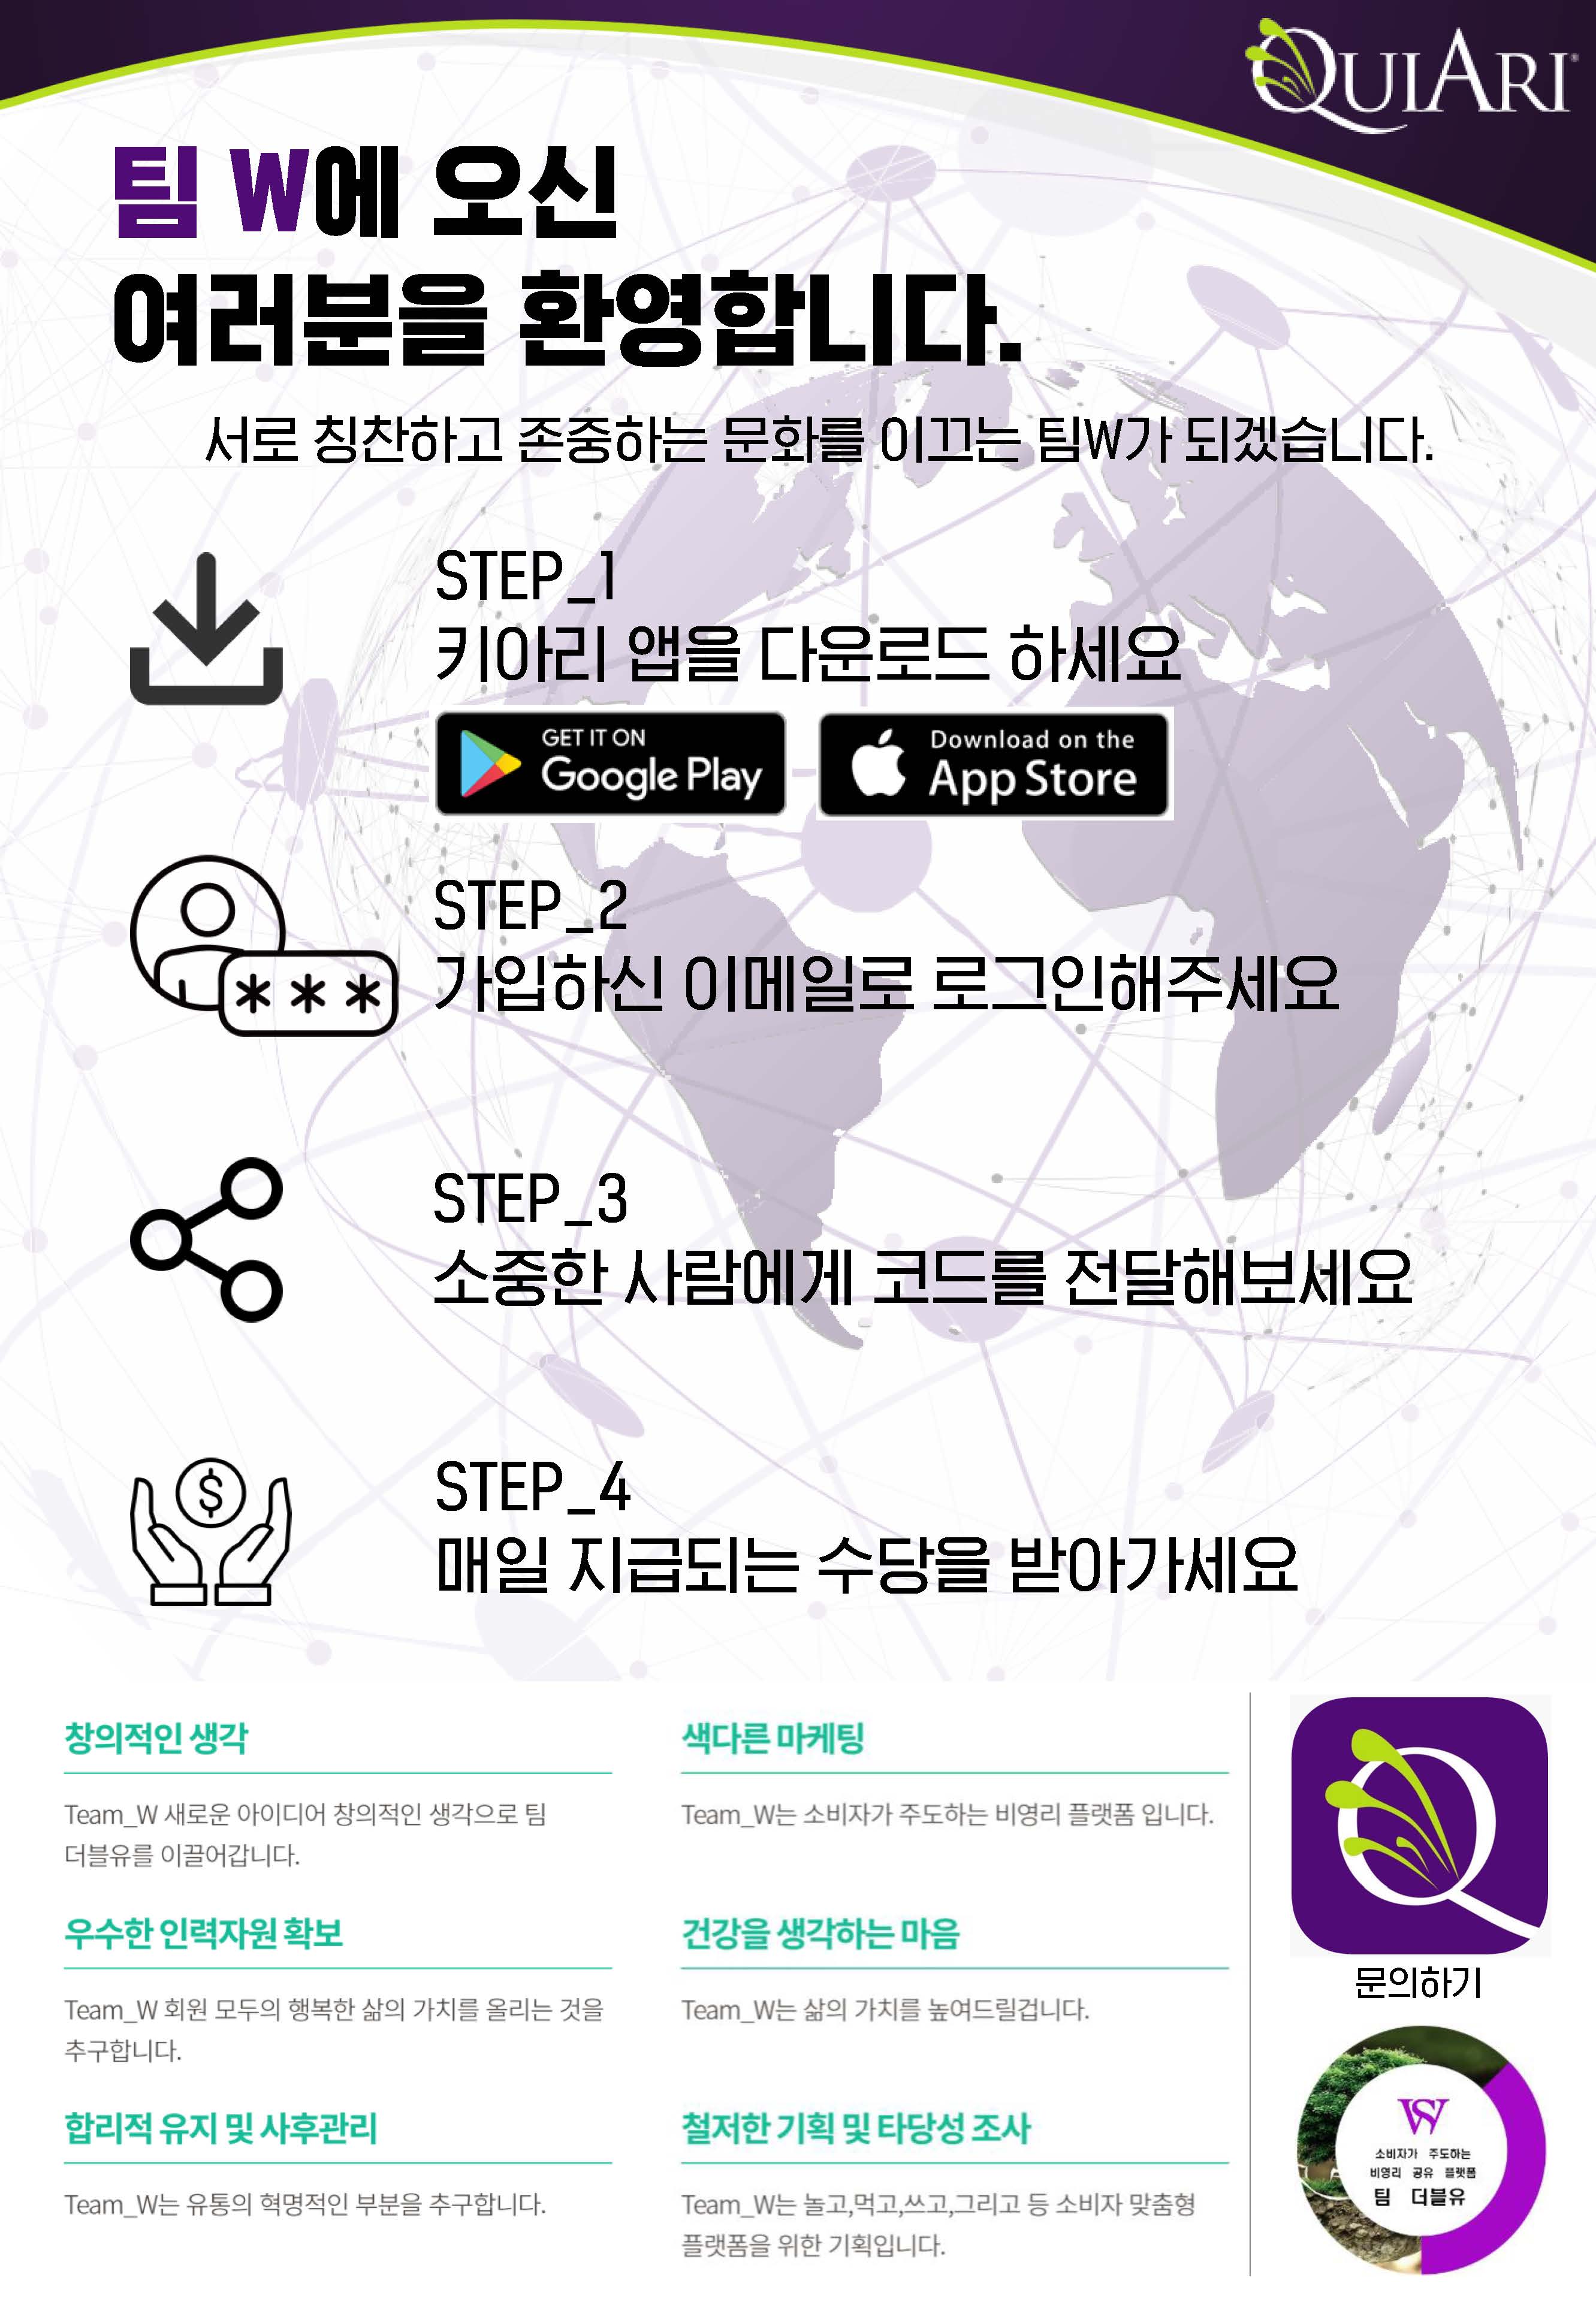 QUIARI
팀 W에 오신
여러분을 환영합니다.
서로 칭찬하고 존중하는 문화를 이끄는 팀W가 되겠습니다.
STEP_1
키아리 앱을 다운로드 하세요
GET IT ON
Google Play
Download on the
App Store
STEP_2
가입하신 이메일로 로그인해주세요
***
STEP_3
소중한 사람에게 코드를 전달해보세요
STEP_4
매일 지급되는 수당을 받아가세요
$
창의적인 생각
Team_W 새로운 아이디어 창의적인 생각으로 팀
더블유를 이끌어갑니다.
색다른 마케팅
Team_W는 소비자가 주도하는 비영리 플랫폼 입니다.
우수한 인력자원 확보
Team_W 회원 모두의 행복한 삶의 가치를 올리는 것을
추구합니다.
건강을 생각하는 마음
Team_W는 삶의 가치를 높여드릴겁니다.
합리적 유지 및 사후관리
Team_W는 유통의 혁명적인 부분을 추구합니다.
철저한 기획 및 타당성 조사
Team_W는 놀고,먹고,쓰고,그리고 등 소비자 맞춤형
플랫폼을 위한 기획입니다.
Q
문의하기
소비자가 주도하는
비영리 공유 플랫폼
팀 더블유